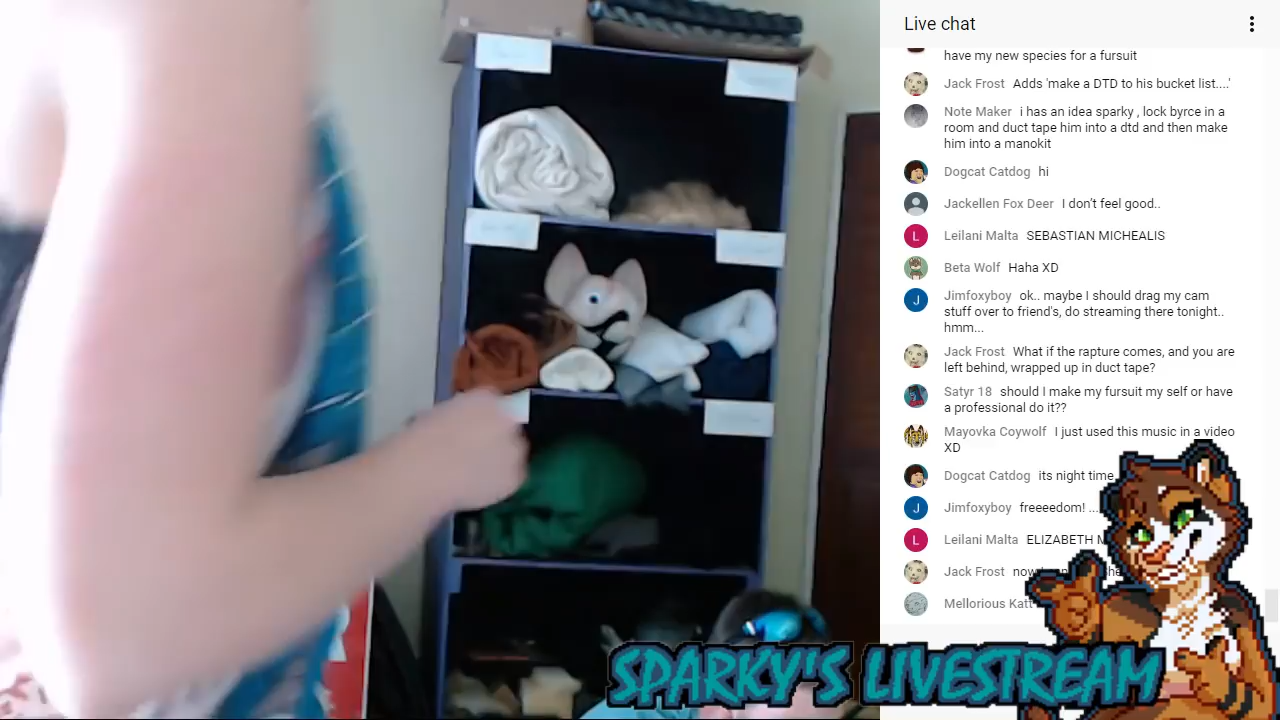 Live chat
have my new species for a fursuit
Jack Frost Adds 'make a DTD to his bucket list....'
Note Maker i has an idea sparky , lock byrce in a
room and duct tape him into a dtd and then make
him into a manokit
Dogcat Catdog hi
Jackellen Fox Deer I don't feel good..
L
Leilani Malta SEBASTIAN MICHEALIS
Beta Wolf Haha XD
J
Jimfoxyboy ok.. maybe I should drag my cam
stuff over to friend's, do streaming there tonight..
hmm...
Jack Frost What if the rapture comes, and you are
left behind, wrapped up in duct tape?
Satyr 18 should I make my fursuit my self or have
a professional do it??
Mayovka Coywolf I just used this music in a video
XD
Dogcat Catdog its night time
J
Jimfoxyboy freeeedom! ...
L
Leilani Malta ELIZABETH
Jack Frost
Mellorious Katt
SPARKY'S LIVESTREAM